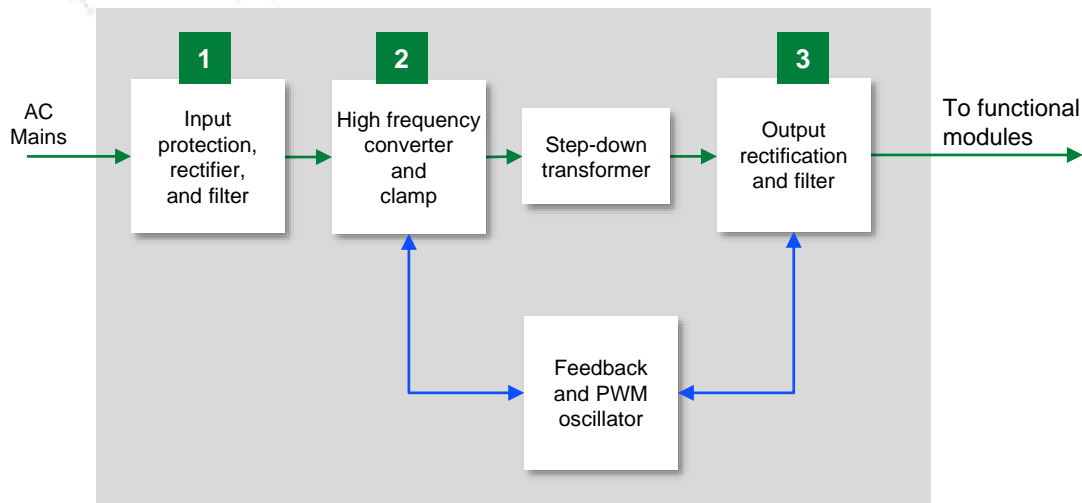 1
2
3
AC
Mains
Input
protection,
rectifier,
and filter
High frequency
converter
and
clamp
Step-down
transformer
Output
rectification
and filter
To functional
modules
Feedback
and PWM
oscillator